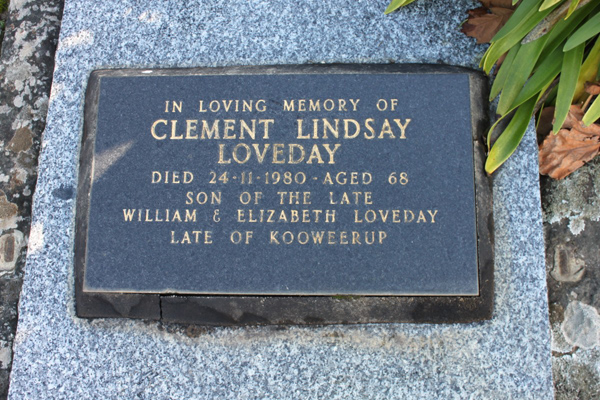 IN LOVING MEMORY OF
CLEMENT LINDSAY
LOVEDAY
DIED 24-11-1980-AGED 68
SON OF THE LATE
WILLIAM & ELIZABETH LOVEDAY
LATE OF KOOWEERUP